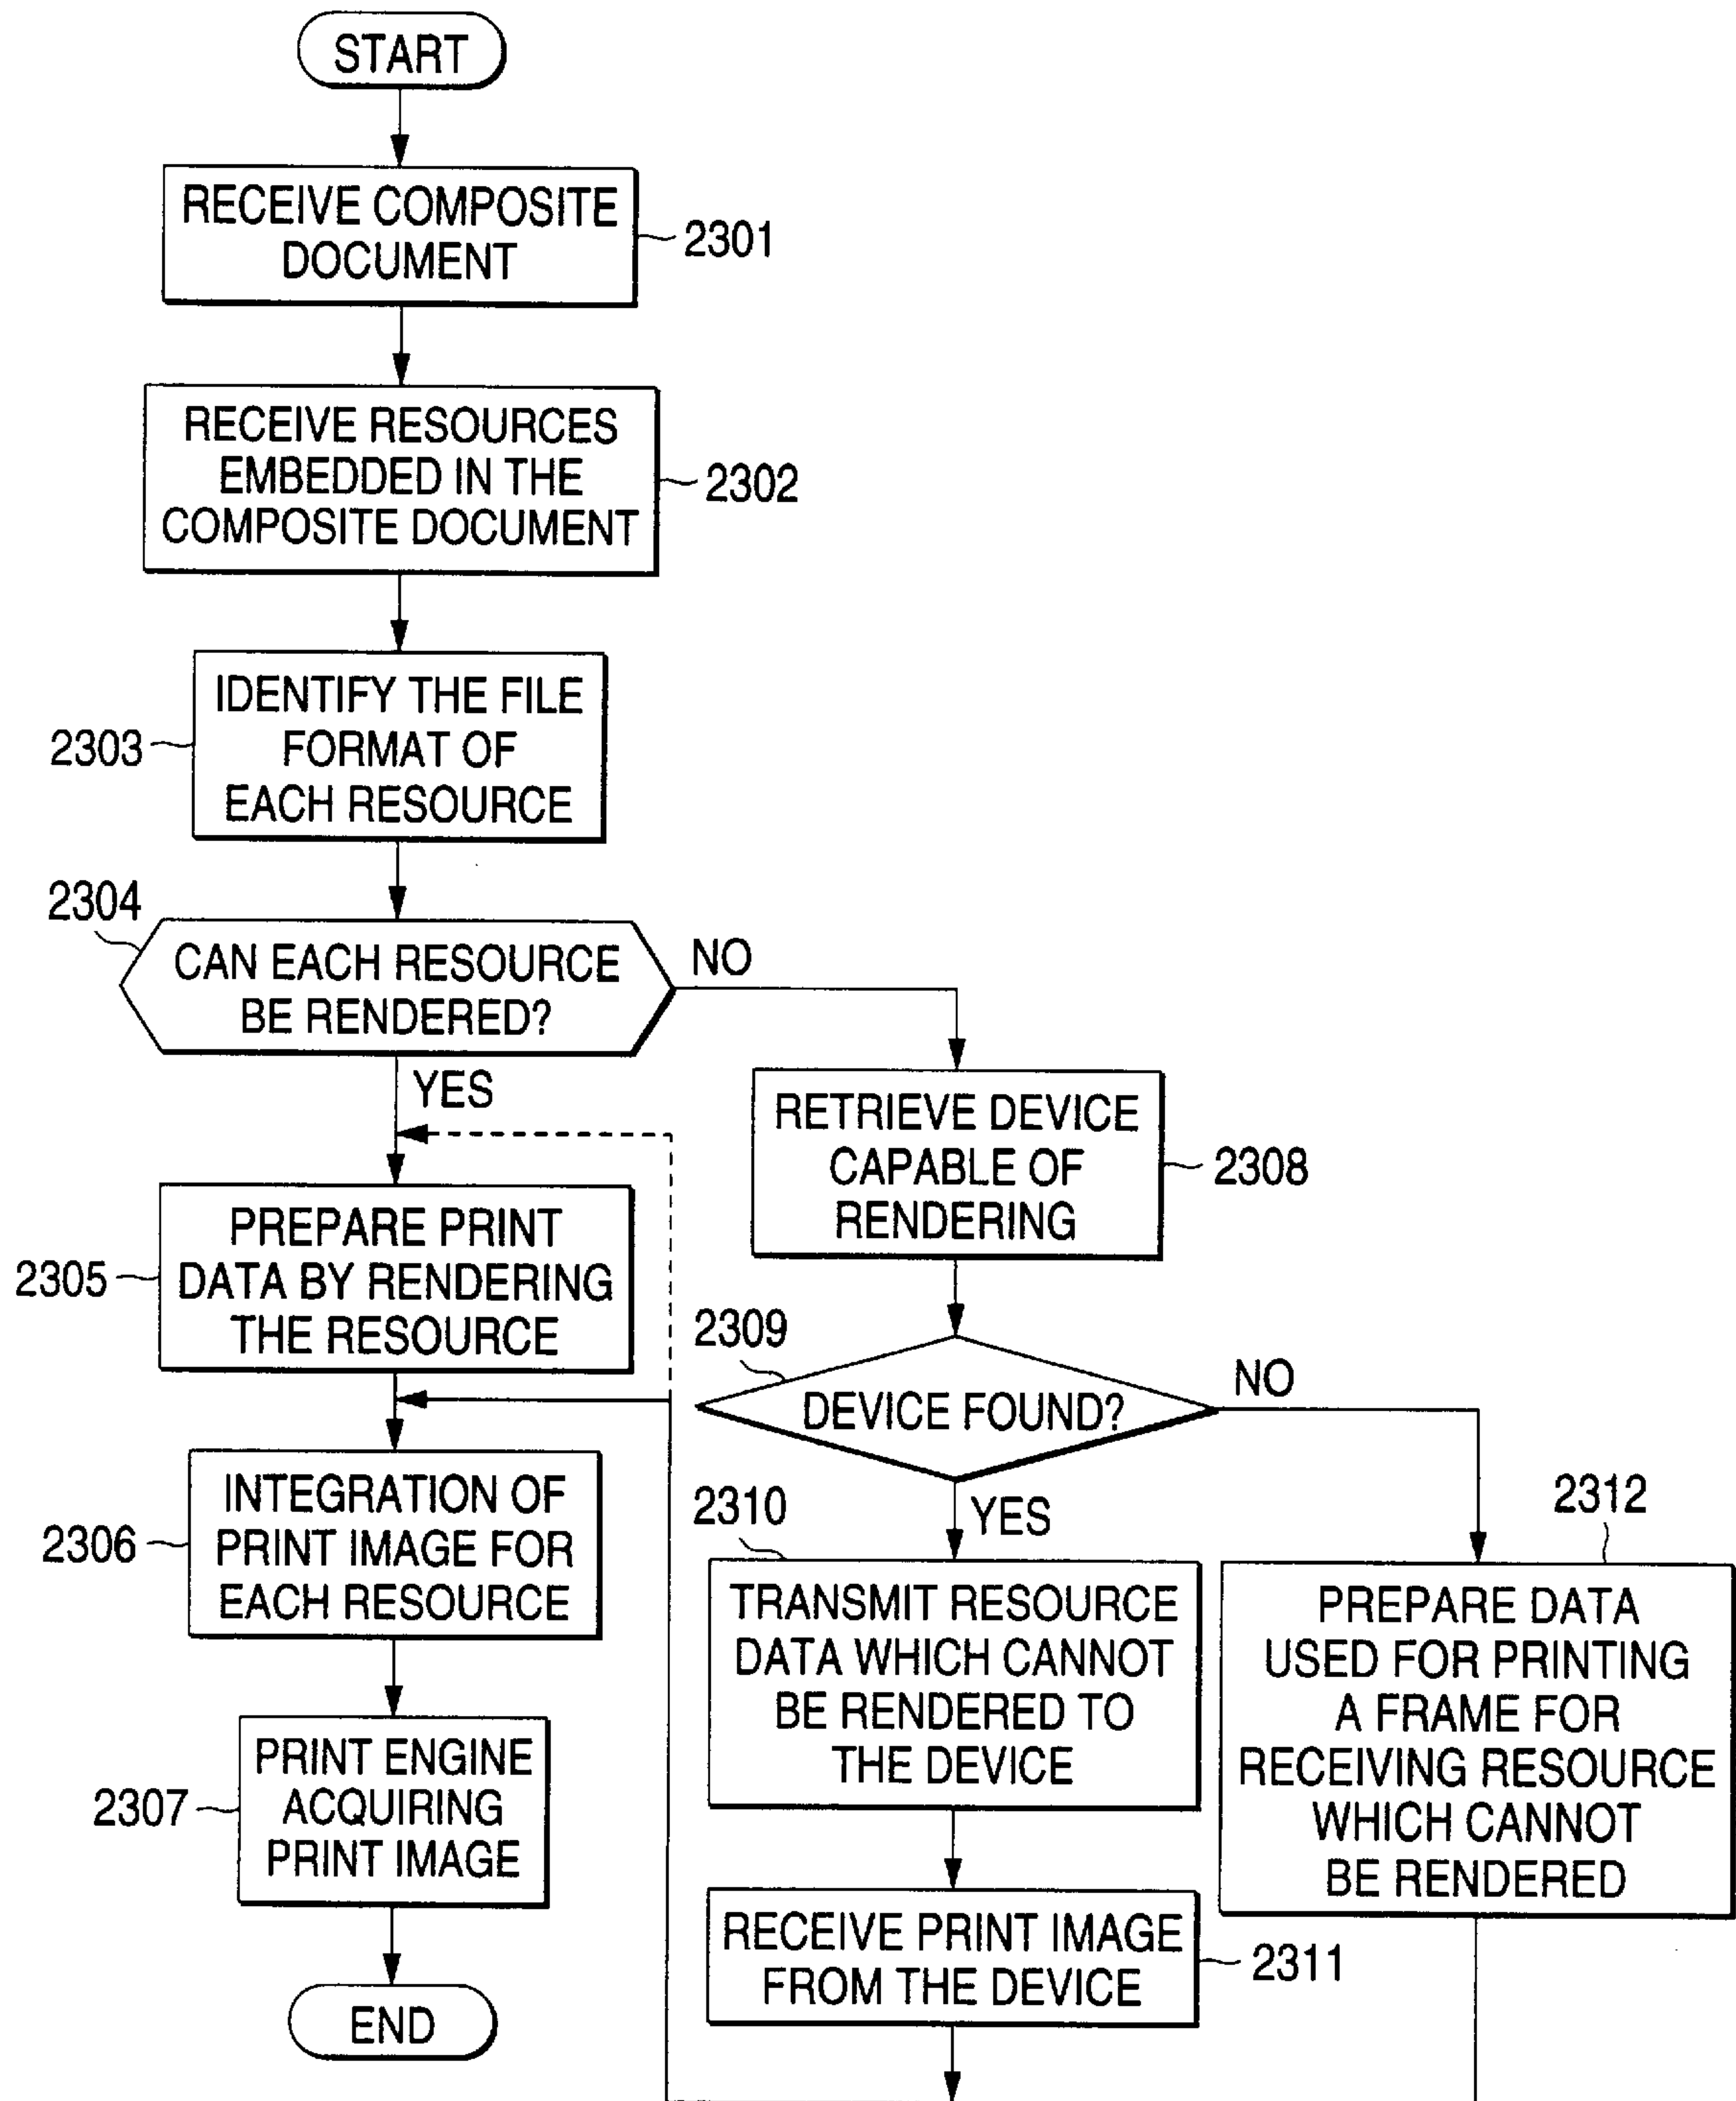 START
RECEIVE COMPOSITE
DOCUMENT
2301
RECEIVE RESOURCES
EMBEDDED IN THE
COMPOSITE DOCUMENT
2302
IDENTIFY THE FILE
FORMAT OF
EACH RESOURCE
2303
2304
CAN EACH RESOURCE
BE RENDERED?
NO
YES
PREPARE PRINT
DATA BY RENDERING
THE RESOURCE
2305
INTEGRATION OF
PRINT IMAGE FOR
EACH RESOURCE
2306
PRINT ENGINE
ACQUIRING
PRINT IMAGE
2307
END
RETRIEVE DEVICE
CAPABLE OF
RENDERING
2308
2309
DEVICE FOUND?
NO
YES
2310
TRANSMIT RESOURCE
DATA WHICH CANNOT
BE RENDERED TO
THE DEVICE
RECEIVE PRINT IMAGE
FROM THE DEVICE
2311
2312
PREPARE DATA
USED FOR PRINTING
A FRAME FOR
RECEIVING RESOURCE
WHICH CANNOT
BE RENDERED